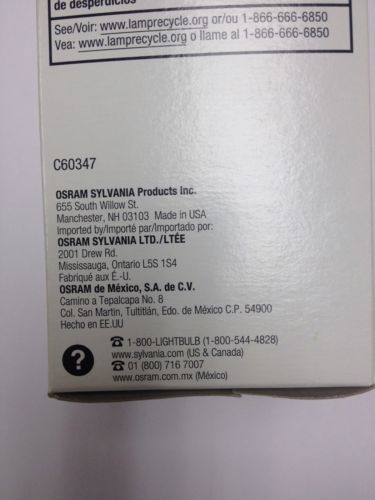 de desperdicios
See/Voir: www.lamprecycle.org or/ou 1-866-666-6850
Vea: www.lamprecycle.org o llame al 1-866-666-6850
C60347
OSRAM SYLVANIA Products Inc.
655 South Willow St.
Manchester, NH 03103 Made in USA
Imported by/Importé par/Importado por:
OSRAM SYLVANIA LTD./LTÉE
2001 Drew Rd.
Mississauga, Ontario L5S 1S4
Fabriqué aux É.-U.
OSRAM de México, S.A. de C.V.
Camino a Tepalcapa No. 8
Col. San Martin, Tultitlán, Edo. de México C.P. 54900
Hecho en EE.UU
? ☎ 1-800-LIGHTBULB (1-800-544-4828)
www.sylvania.com (US & Canada)
☎ 01 (800) 716 7007
www.osram.com.mx (México)